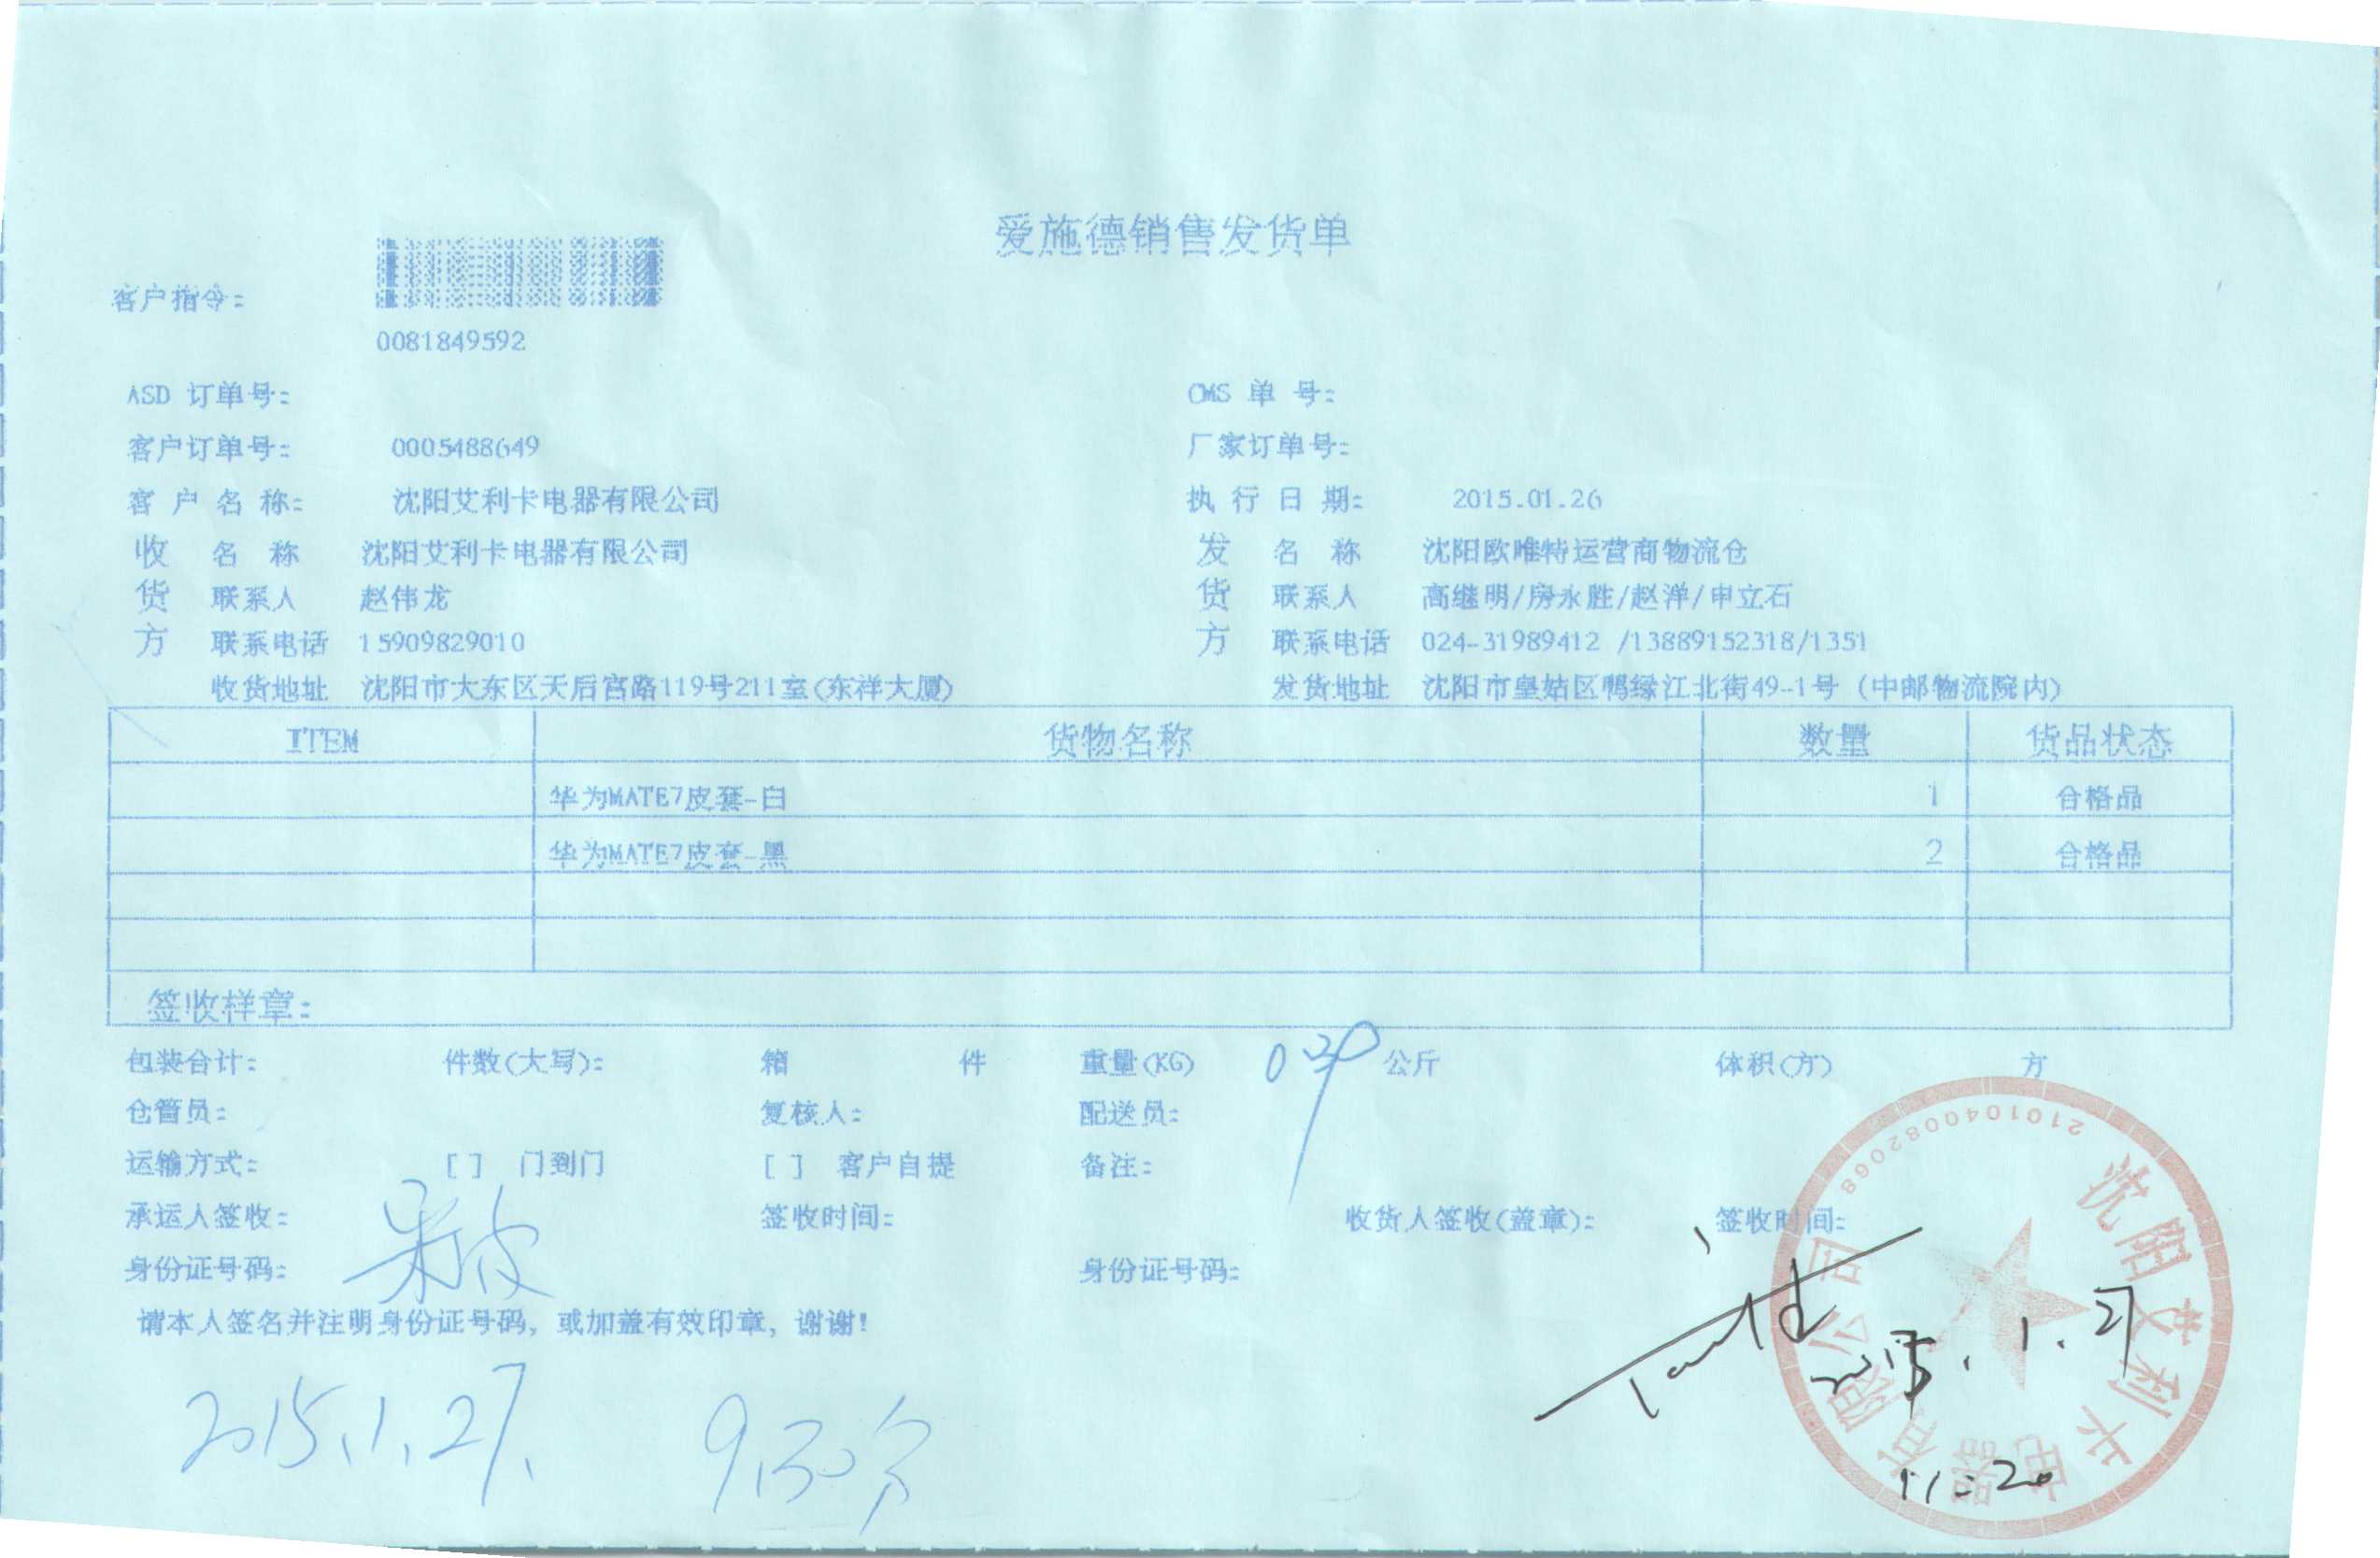 爱施德销售发货单
客户指令:
0081849592
ASD 订单号:
CMS 单 号:
客户订单号: 0005488649
厂家订单号:
客 户 名 称: 沈阳艾利卡电器有限公司
执 行 日 期: 2015.01.26
收货方
名 称 沈阳艾利卡电器有限公司
联系人 赵伟龙
联系电话 15909829010
收货地址 沈阳市大东区天后宫路119号211室(东祥大厦)
发货方
名 称 沈阳欧唯特运营商物流仓
联系人 高继明/房永胜/赵洋/申立石
联系电话 024-31989412 /13889152318/1351
发货地址 沈阳市皇姑区鸭绿江北街49-1号 (中邮物流院内)
ITEM 货物名称 数量 货品状态
华为MATE7皮套-白 1 合格品
华为MATE7皮套-黑 2 合格品
签收样章:
包装合计: 件数(大写): 箱 件 重量(KG) 公斤 体积(方) 方
仓管员: 复核人: 配送员:
运输方式: [ ] 门到门 [ ] 客户自提 备注:
承运人签收: 签收时间: 收货人签收(盖章): 签收时间:
身份证号码: 身份证号码:
请本人签名并注明身份证号码, 或加盖有效印章, 谢谢!
2015.1.27.
2015.1.27
11:20
沈阳艾利卡电器有限公司
2101040082068